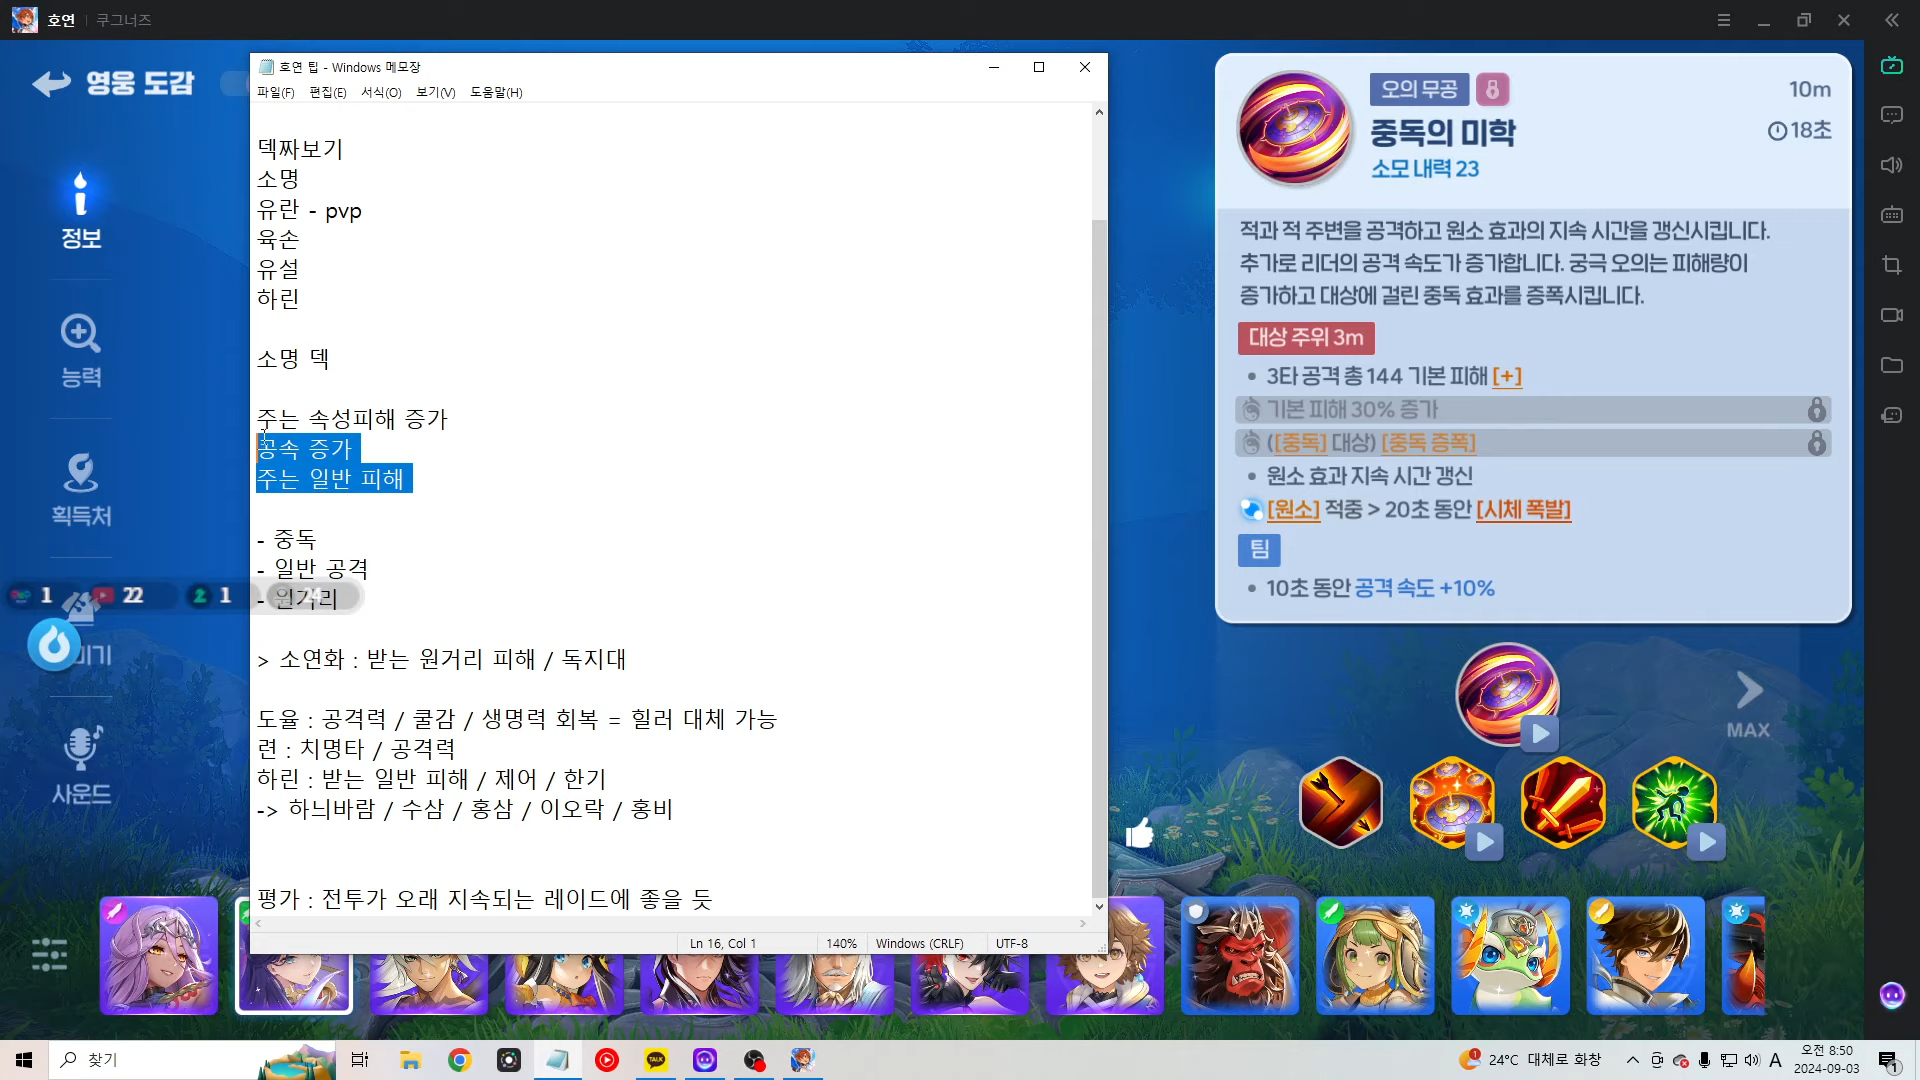 호연
쿠그너즈
영웅 도감
정보
능력
획득처
사운드
1
22
2
1
24
호연 팁 - Windows 메모장
파일(F)
편집(E)
서식(O)
보기(V)
도움말(H)
덱짜보기
소명
유란 - pvp
육손
유설
하린
소명 덱
주는 속성피해 증가
공속 증가
주는 일반 피해
- 중독
- 일반 공격
- 원거리
> 소연화 : 받는 원거리 피해 / 독지대
도율 : 공격력 / 쿨감 / 생명력 회복 = 힐러 대체 가능
련 : 치명타 / 공격력
하린 : 받는 일반 피해 / 제어 / 한기
-> 하늬바람 / 수삼 / 홍삼 / 이오락 / 홍비
평가 : 전투가 오래 지속되는 레이드에 좋을 듯
Ln 16, Col 1
140%
Windows (CRLF)
UTF-8
오의 무공
10m
중독의 미학
18초
소모 내력 23
적과 적 주변을 공격하고 원소 효과의 지속 시간을 갱신시킵니다.
추가로 리더의 공격 속도가 증가합니다. 궁극 오의는 피해량이
증가하고 대상에 걸린 중독 효과를 증폭시킵니다.
대상 주위 3m
• 3타 공격 총 144 기본 피해 [+]
기본 피해 30% 증가
([중독] 대상) [중독 증폭]
• 원소 효과 지속 시간 갱신
[원소] 적중 > 20초 동안 [시체 폭발]
팀
• 10초 동안 공격 속도 +10%
MAX
찾기
TALK
1
24°C 대체로 화창
A
오전 8:50
2024-09-03
1